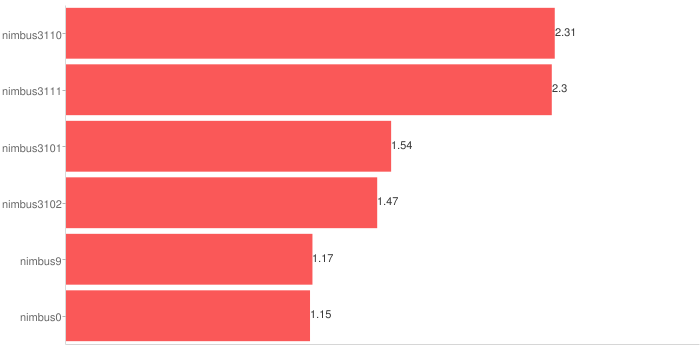 nimbus3110 2.31
nimbus3111 2.3
nimbus3101 1.54
nimbus3102 1.47
nimbus9 1.17
nimbus0 1.15